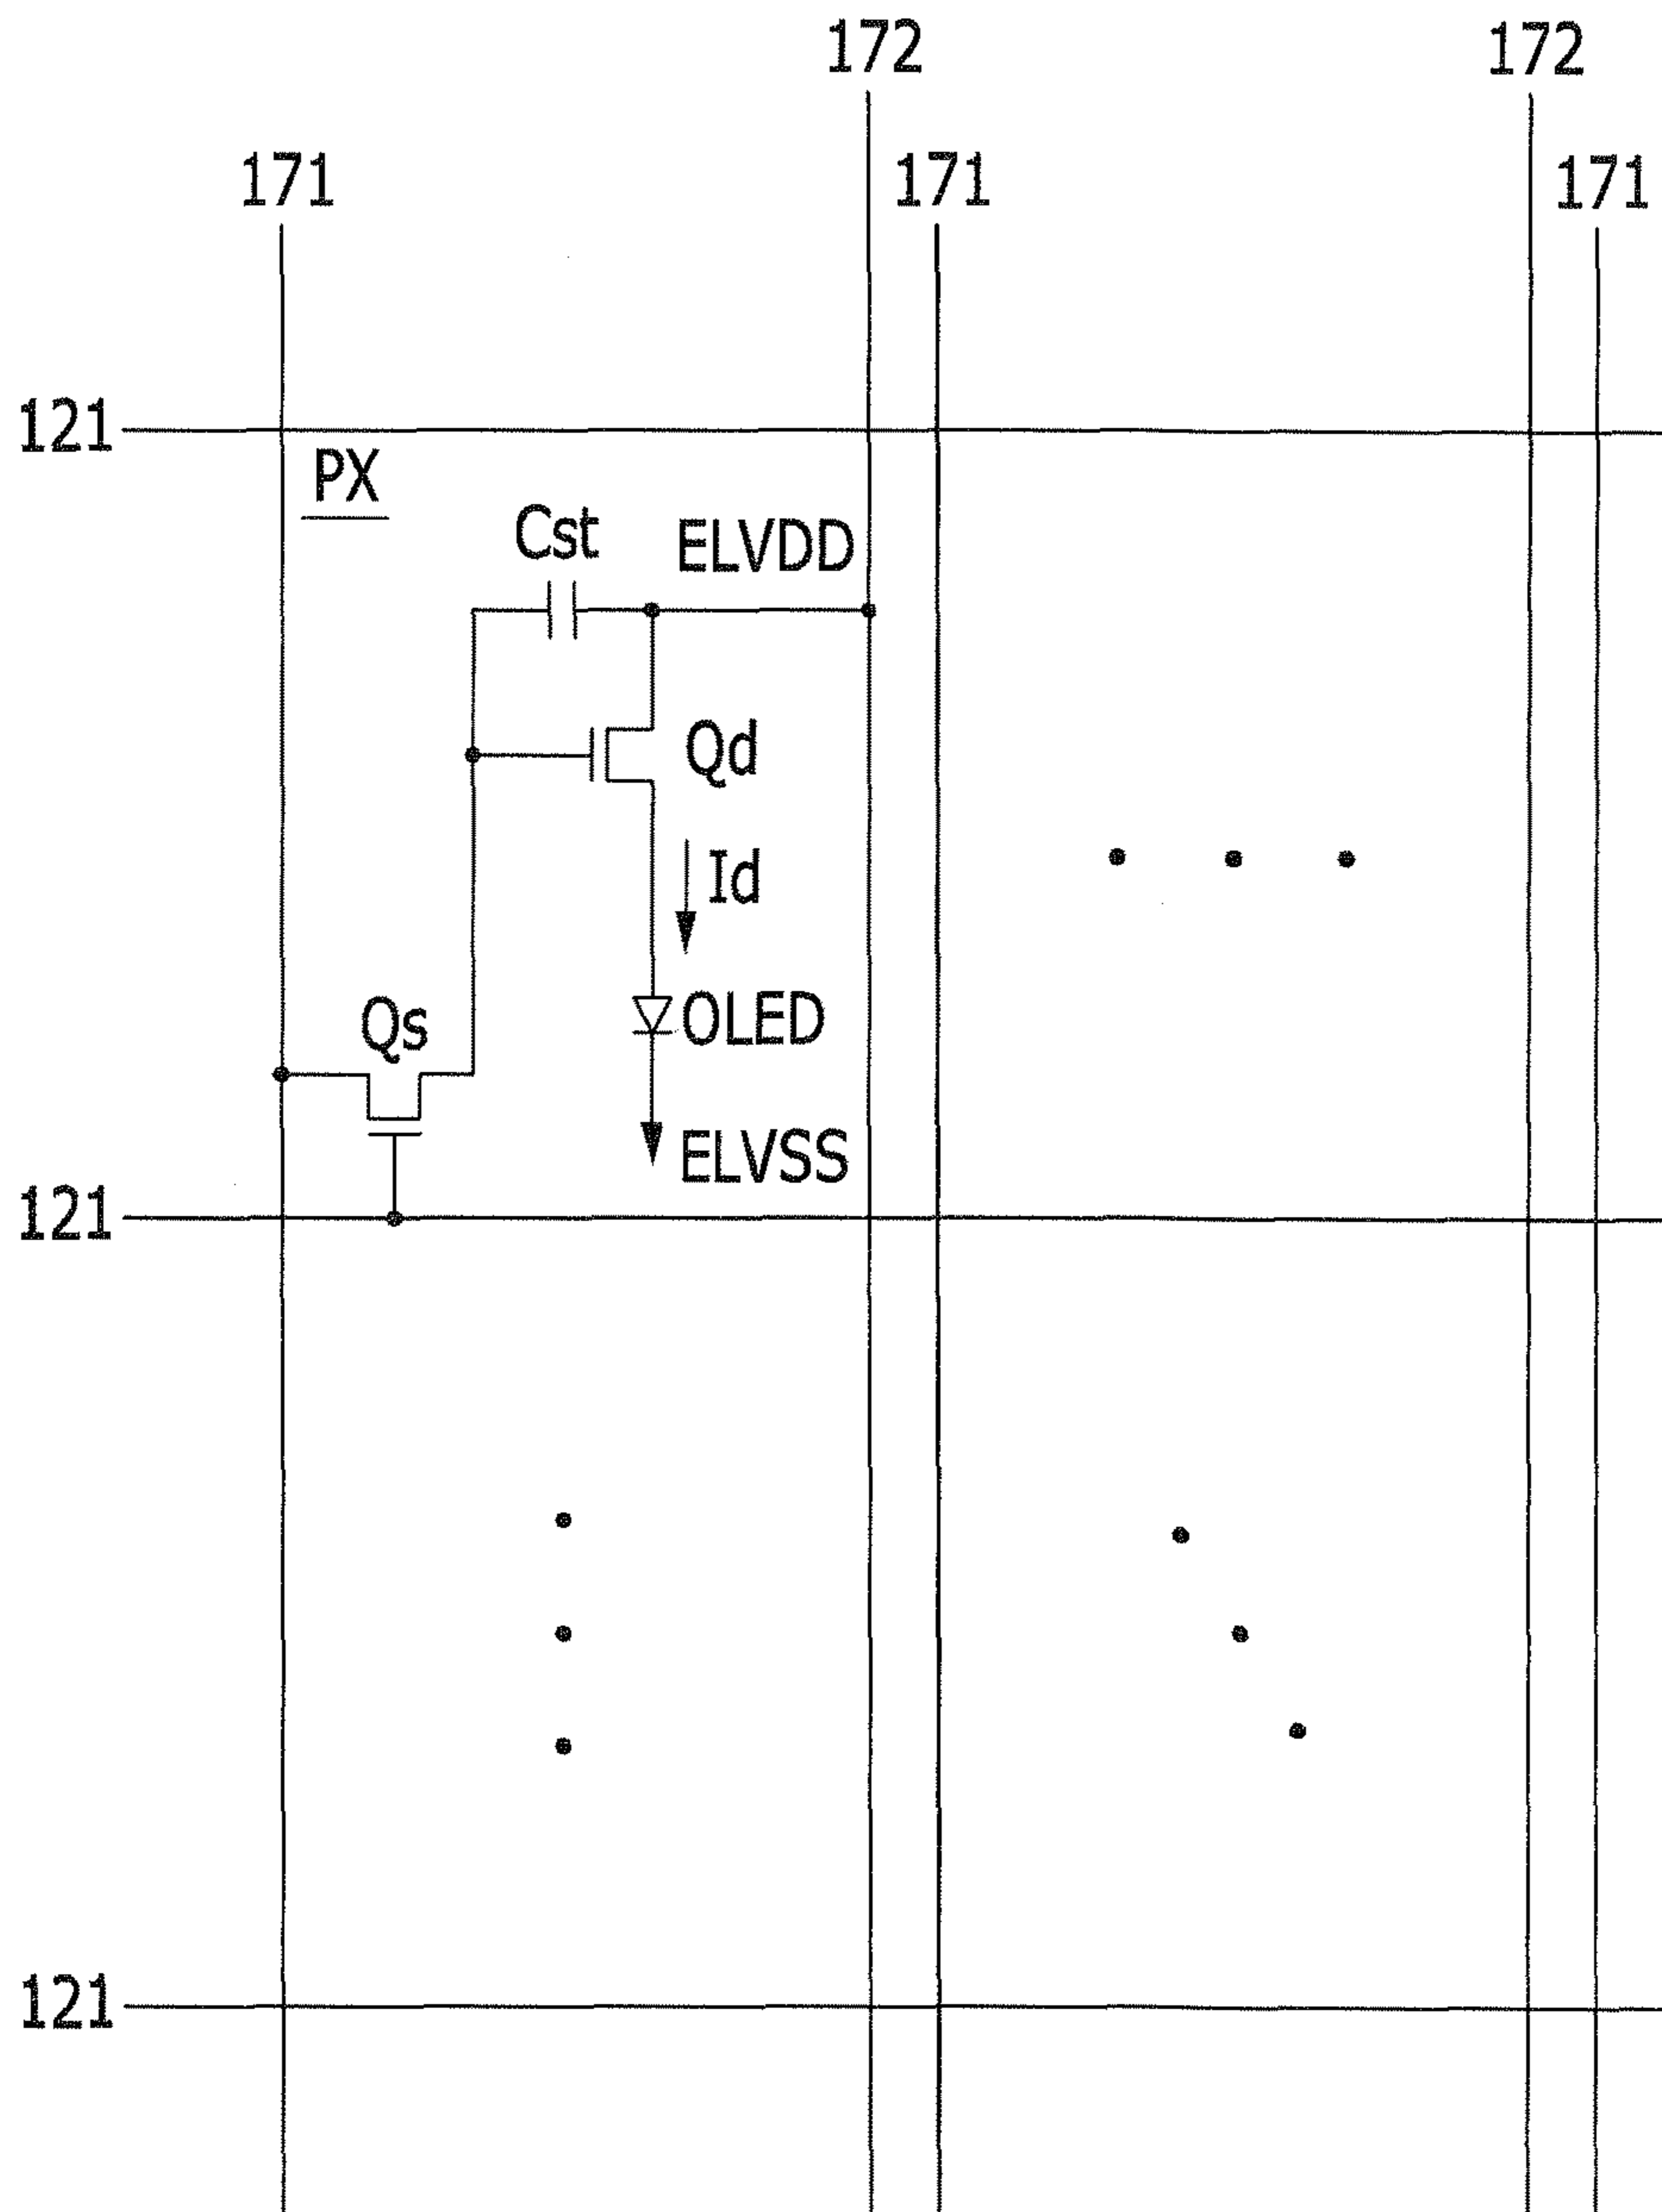 172 172
171 171 171
121
PX
Cst ELVDD
Qd
Id
Qs OLED
ELVSS
121
121